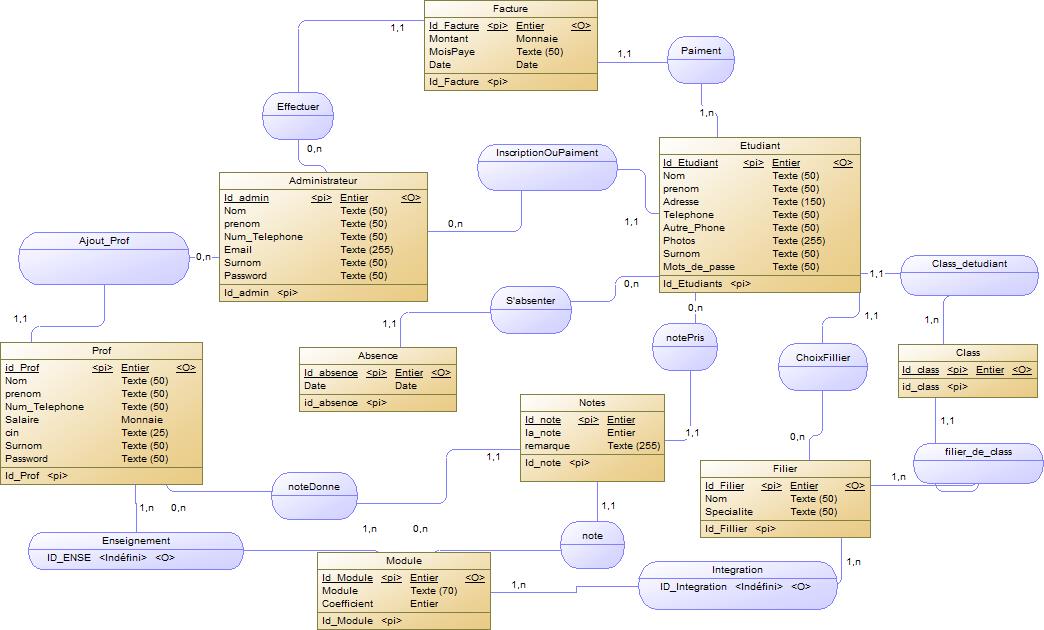 Facture
Id_Facture <pi> Entier <O>
Montant Monnaie
MoisPaye Texte (50)
Date Date
Id_Facture <pi>
1,1
1,1
Paiment
Effectuer
0,n
1,n
Etudiant
Id_Etudiant <pi> Entier <O>
Nom Texte (50)
prenom Texte (50)
Adresse Texte (150)
Telephone Texte (50)
Autre_Phone Texte (50)
Photos Texte (255)
Surnom Texte (50)
Mots_de_passe Texte (50)
Id_Etudiants <pi>
InscriptionOuPaiment
0,n
1,1
Administrateur
Id_admin <pi> Entier <O>
Nom Texte (50)
prenom Texte (50)
Num_Telephone Texte (50)
Email Texte (255)
Surnom Texte (50)
Password Texte (50)
Id_admin <pi>
Ajout_Prof
0,n
1,1
S'absenter
0,n
1,1
1,1
Class_detudiant
1,n
0,n
notePris
1,1
1,1
ChoixFillier
0,n
Prof
id_Prof <pi> Entier <O>
Nom Texte (50)
prenom Texte (50)
Num_Telephone Texte (50)
Salaire Monnaie
cin Texte (25)
Surnom Texte (50)
Password Texte (50)
Id_Prof <pi>
Absence
Id_absence <pi> Entier <O>
Date Date
id_absence <pi>
Class
Id_class <pi> Entier <O>
id_class <pi>
1,1
filier_de_class
1,n
Notes
Id_note <pi> Entier
la_note Entier
remarque Texte (255)
Id_note <pi>
1,1
1,1
Filier
Id_Filier <pi> Entier <O>
Nom Texte (50)
Specialite Texte (50)
Id_Fillier <pi>
noteDonne
1,n
0,n
1,n
0,n
note
Enseignement
ID_ENSE <Indéfini> <O>
Module
Id_Module <pi> Entier <O>
Module Texte (70)
Coefficient Entier
Id_Module <pi>
1,n
1,n
Integration
ID_Integration <Indéfini> <O>